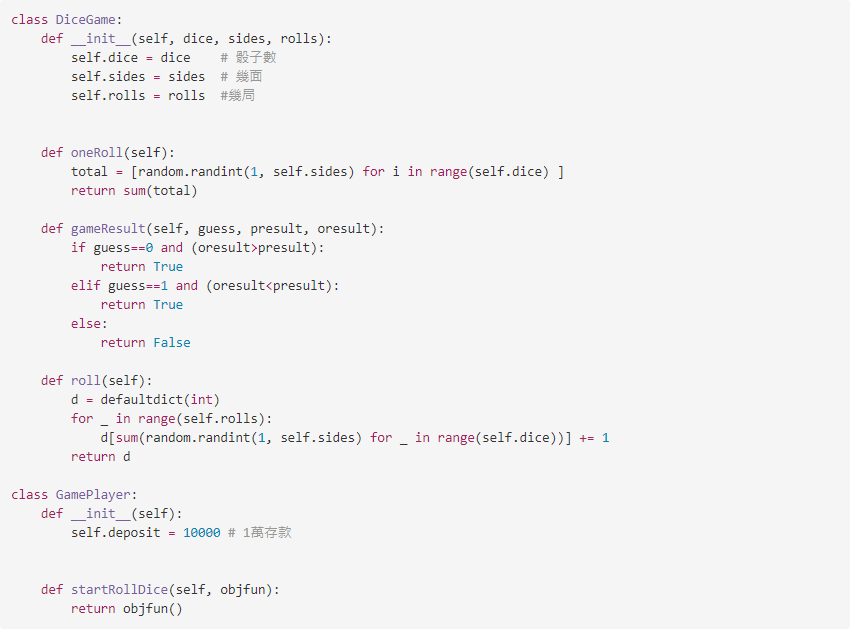 class DiceGame:
    def __init__(self, dice, sides, rolls):
        self.dice = dice    # 骰子數
        self.sides = sides  # 幾面
        self.rolls = rolls  #幾局
    def oneRoll(self):
        total = [random.randint(1, self.sides) for i in range(self.dice) ]
        return sum(total)
    def gameResult(self, guess, presult, oresult):
        if guess==0 and (oresult>presult):
            return True
        elif guess==1 and (oresult<presult):
            return True
        else:
            return False
    def roll(self):
        d = defaultdict(int)
        for _ in range(self.rolls):
            d[sum(random.randint(1, self.sides) for _ in range(self.dice))] += 1
        return d
class GamePlayer:
    def __init__(self):
        self.deposit = 10000 # 1萬存款
    def startRollDice(self, objfun):
        return objfun()